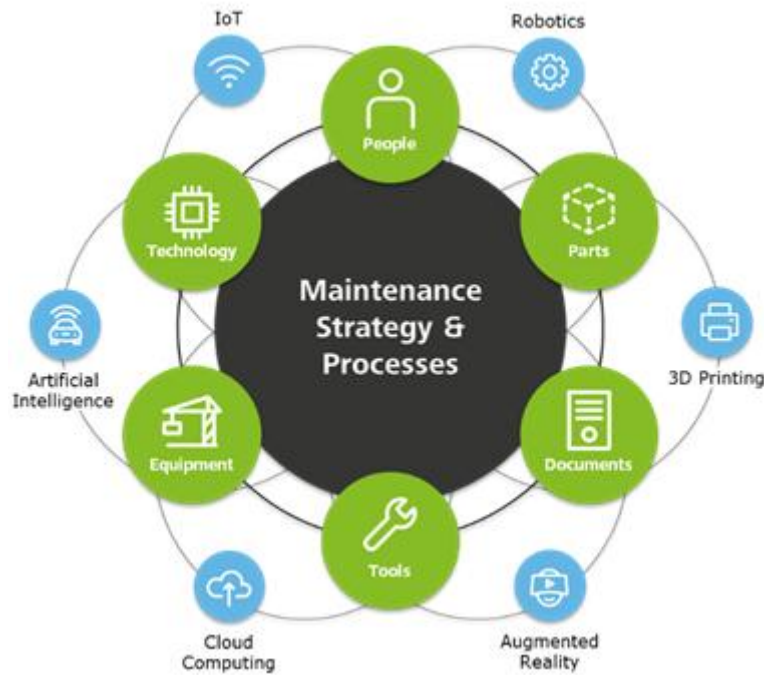 IoT
Robotics
People
Technology
Parts
Maintenance
Strategy &
Processes
Artificial
Intelligence
3D Printing
Equipment
Documents
Tools
Cloud
Computing
Augmented
Reality